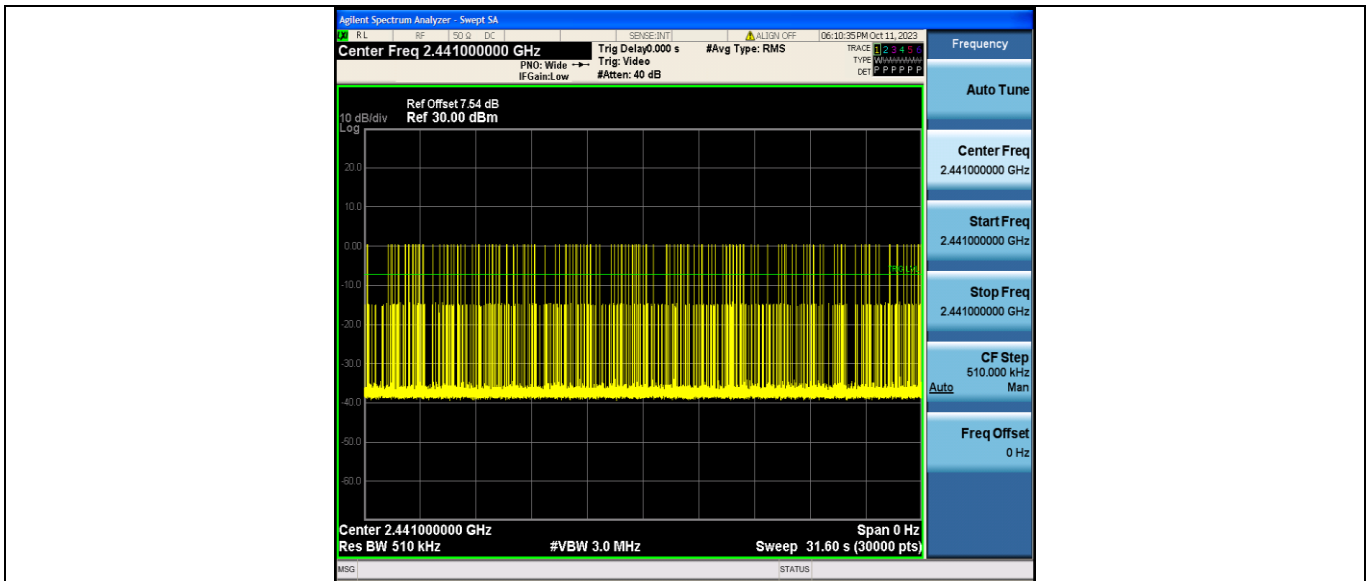 Agilent Spectrum Analyzer - Swept SA
RL RF 50 Ω DC SENSE:INT ALIGN OFF 06:10:35 PM Oct 11, 2023
Center Freq 2.441000000 GHz
PNO: Wide
IFGain:Low
Trig Delay0.000 s
Trig: Video
#Atten: 40 dB
#Avg Type: RMS
TRACE 1 2 3 4 5 6
TYPE
DET P P P P P P
Ref Offset 7.54 dB
10 dB/div Ref 30.00 dBm
Log
20.0
10.0
0.00
TRIG LVL
-10.0
-20.0
-30.0
-40.0
-50.0
-60.0
Center 2.441000000 GHz Span 0 Hz
Res BW 510 kHz #VBW 3.0 MHz Sweep 31.60 s (30000 pts)
MSG STATUS
Frequency
Auto Tune
Center Freq
2.441000000 GHz
Start Freq
2.441000000 GHz
Stop Freq
2.441000000 GHz
CF Step
510.000 kHz
Auto Man
Freq Offset
0 Hz